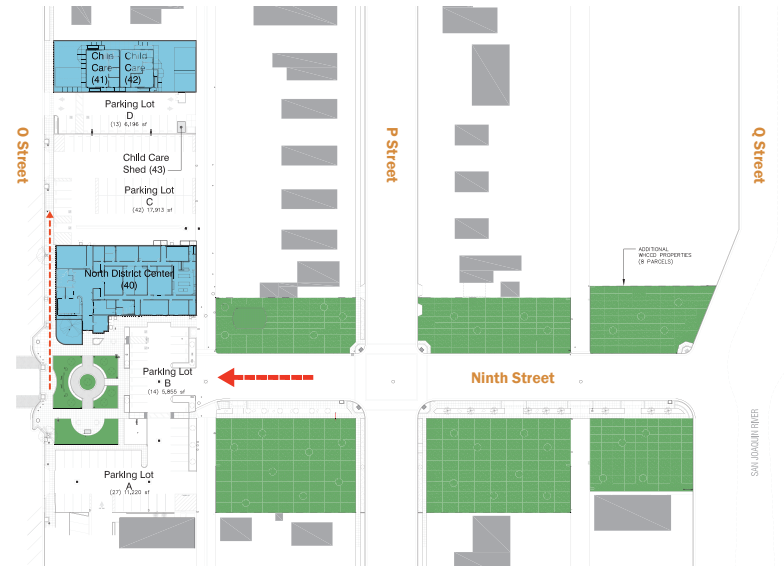 Child
Care
(41)
Child
Care
(42)
Parking Lot
D
(13) 6,196 sf
O Street
Child Care
Shed (43)
P Street
Q Street
Parking Lot
C
(42) 17,913 sf
ADDITIONAL
WHCCD PROPERTIES
(8 PARCELS)
North District Center
(40)
Parking Lot
B
(14) 5,855 sf
Ninth Street
SAN JOAQUIN RIVER
Parking Lot
A
(27) 11,220 sf